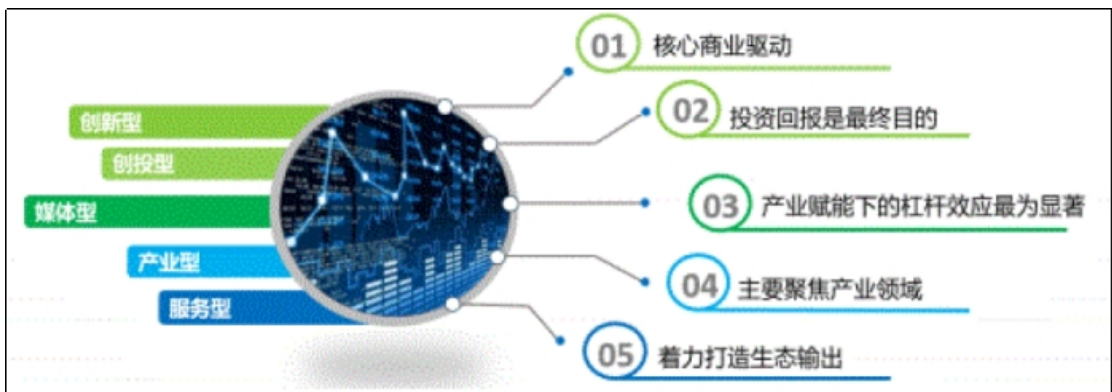 创新型
创投型
媒体型
产业型
服务型
01 核心商业驱动
02 投资回报是最终目的
03 产业赋能下的杠杆效应最为显著
04 主要聚焦产业领域
05 着力打造生态输出